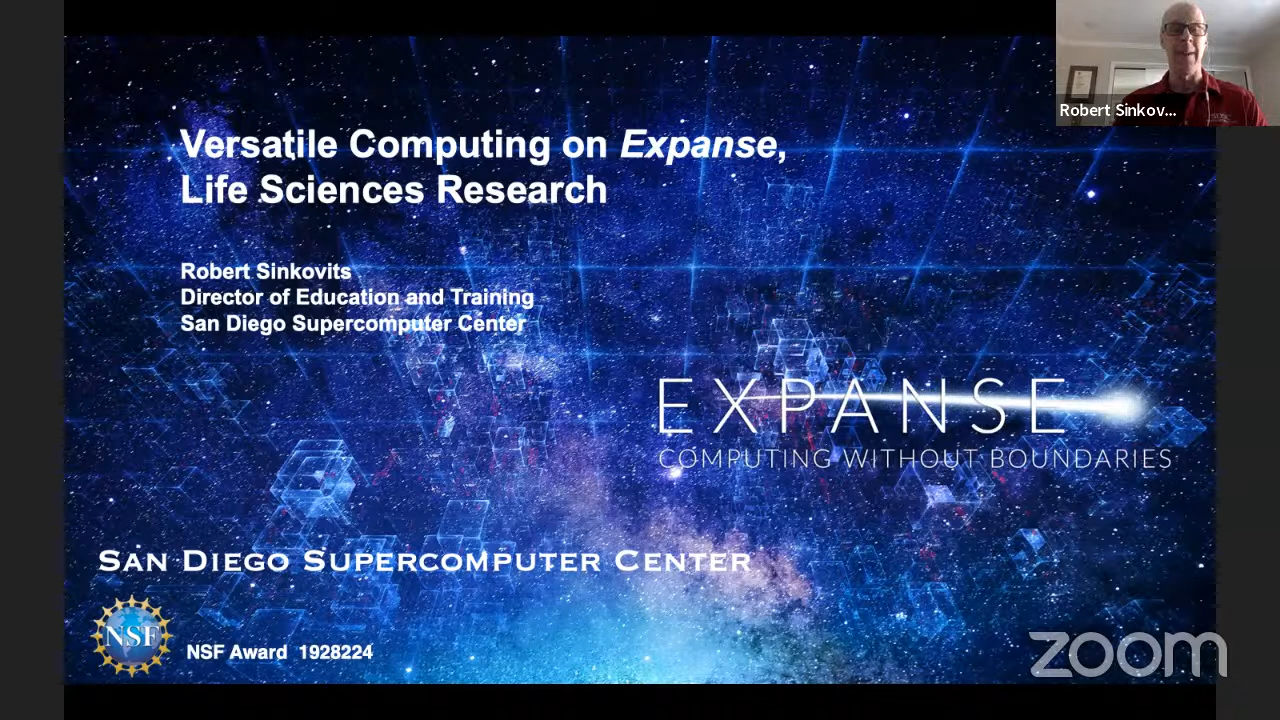 Robert Sinkov...
Versatile Computing on Expanse,
Life Sciences Research
Robert Sinkovits
Director of Education and Training
San Diego Supercomputer Center
EXPANSE
COMPUTING WITHOUT BOUNDARIES
SAN DIEGO SUPERCOMPUTER CENTER
NSF
NSF Award 1928224
zoom